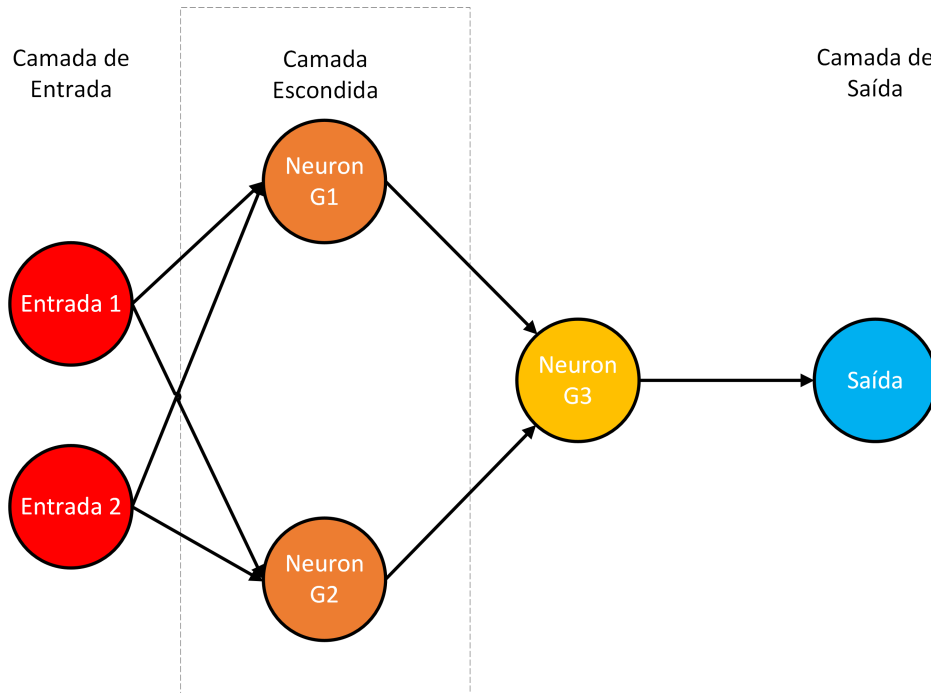 Camada de
Entrada
Camada
Escondida
Camada de
Saída
Neuron
G1
Entrada 1
Neuron
G3
Saída
Entrada 2
Neuron
G2